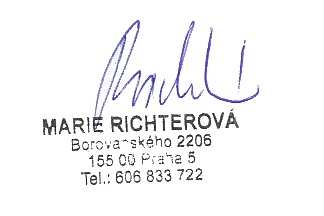 MARIE RICHTEROVÁ
Borovanského 2206
155 00 Praha 5
Tel.: 606 833 722